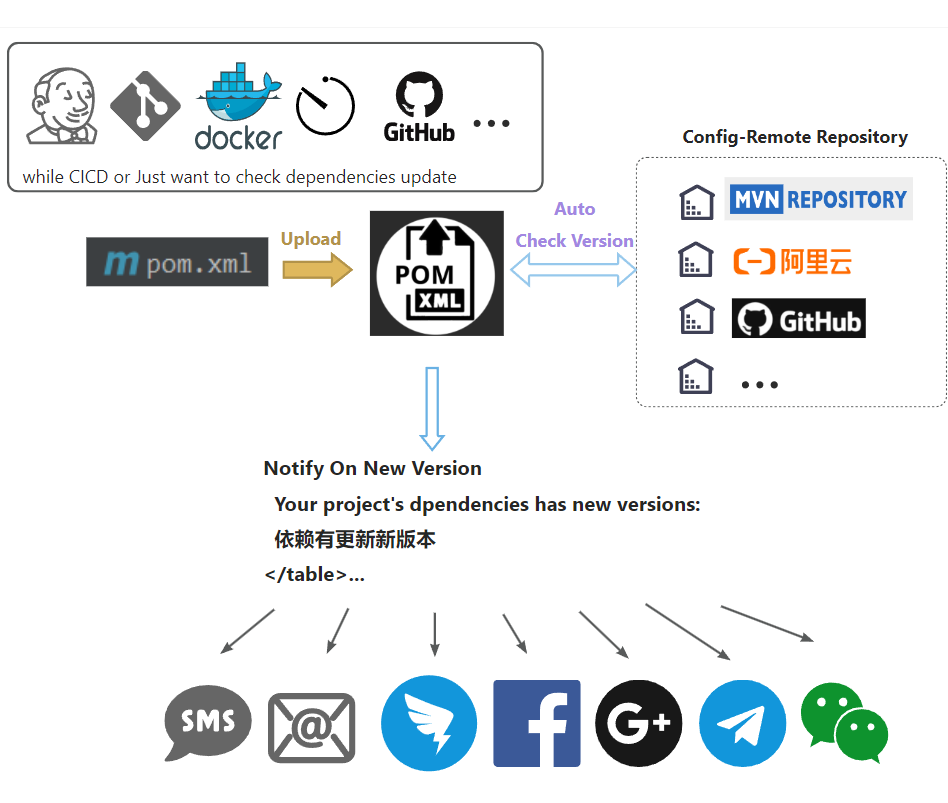 docker
GitHub
...
while CICD or Just want to check dependencies update
Config-Remote Repository
MVN REPOSITORY
阿里云
GitHub
...
Auto
Check Version
Upload
m pom.xml
POM
XML
Notify On New Version
Your project's dpendencies has new versions:
依赖有更新新版本
</table>...
SMS
@
f
G+